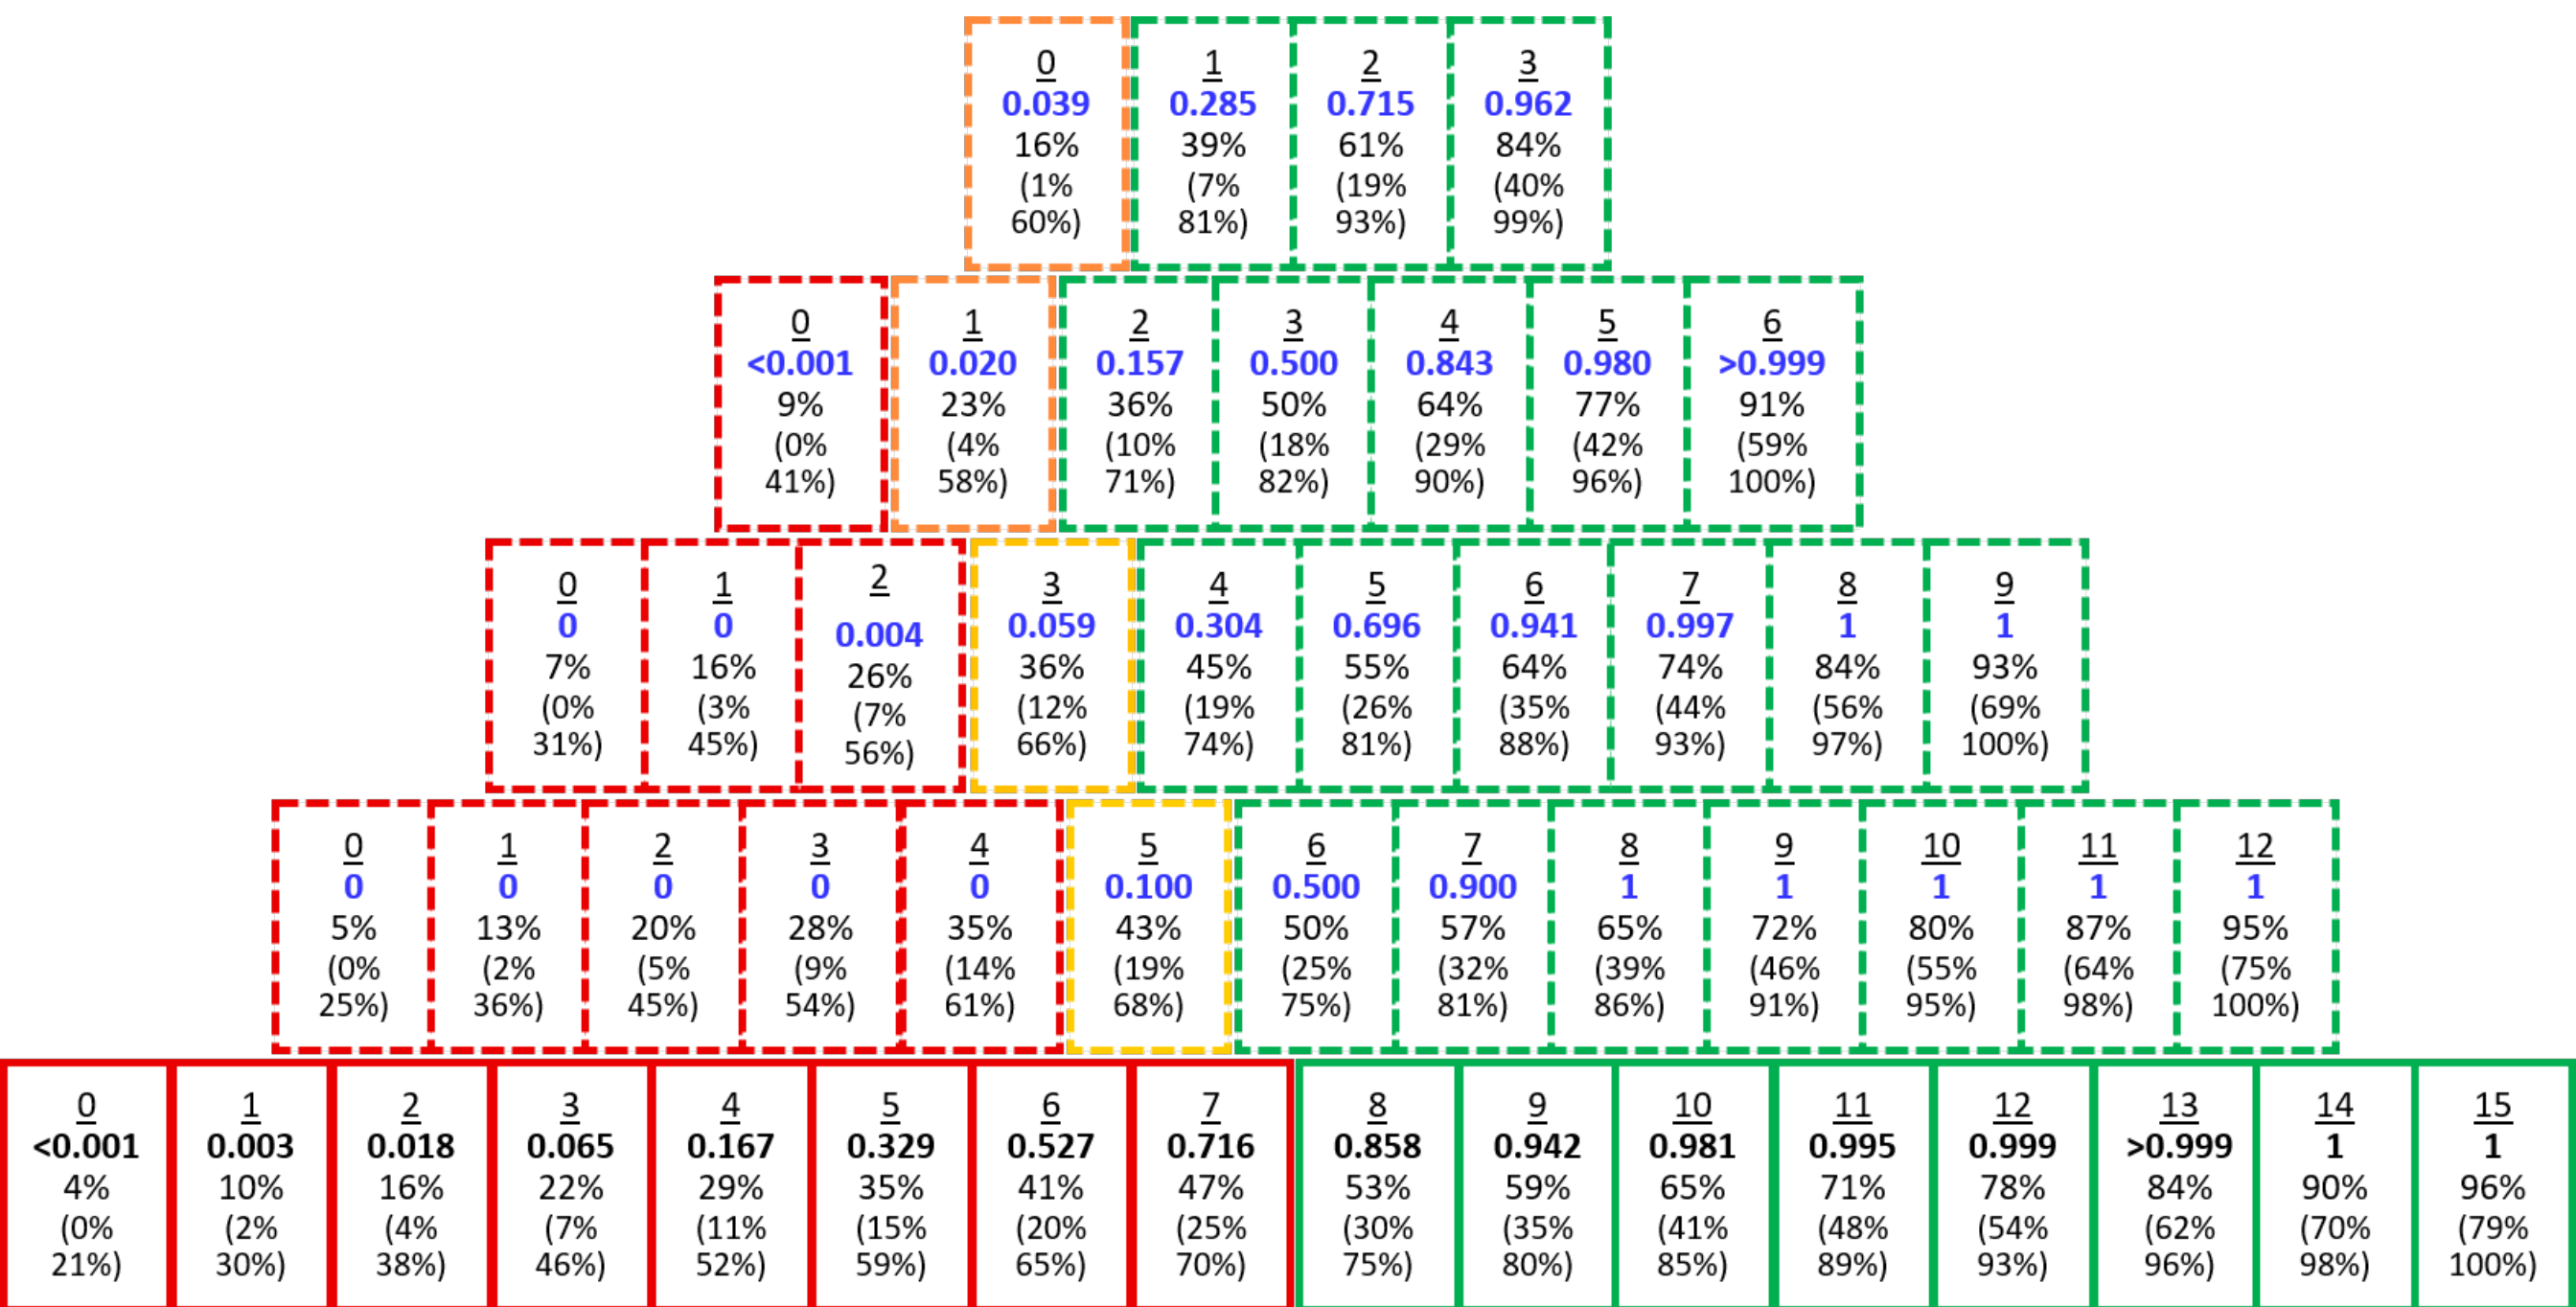 0 1 2 3
0.039 0.285 0.715 0.962
16% 39% 61% 84%
(1% (7% (19% (40%
60%) 81%) 93%) 99%)
0 1 2 3 4 5 6
<0.001 0.020 0.157 0.500 0.843 0.980 >0.999
9% 23% 36% 50% 64% 77% 91%
(0% (4% (10% (18% (29% (42% (59%
41%) 58%) 71%) 82%) 90%) 96%) 100%)
0 1 2 3 4 5 6 7 8 9
0 0 0.004 0.059 0.304 0.696 0.941 0.997 1 1
7% 16% 26% 36% 45% 55% 64% 74% 84% 93%
(0% (3% (7% (12% (19% (26% (35% (44% (56% (69%
31%) 45%) 56%) 66%) 74%) 81%) 88%) 93%) 97%) 100%)
0 1 2 3 4 5 6 7 8 9 10 11 12
0 0 0 0 0 0.100 0.500 0.900 1 1 1 1 1
5% 13% 20% 28% 35% 43% 50% 57% 65% 72% 80% 87% 95%
(0% (2% (5% (9% (14% (19% (25% (32% (39% (46% (55% (64% (75%
25%) 36%) 45%) 54%) 61%) 68%) 75%) 81%) 86%) 91%) 95%) 98%) 100%)
0 1 2 3 4 5 6 7 8 9 10 11 12 13 14 15
<0.001 0.003 0.018 0.065 0.167 0.329 0.527 0.716 0.858 0.942 0.981 0.995 0.999 >0.999 1 1
4% 10% 16% 22% 29% 35% 41% 47% 53% 59% 65% 71% 78% 84% 90% 96%
(0% (2% (4% (7% (11% (15% (20% (25% (30% (35% (41% (48% (54% (62% (70% (79%
21%) 30%) 38%) 46%) 52%) 59%) 65%) 70%) 75%) 80%) 85%) 89%) 93%) 96%) 98%) 100%)